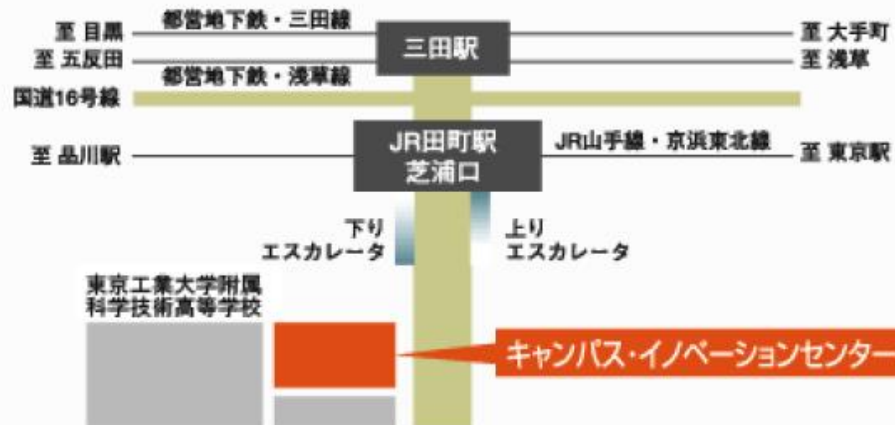 至 目黒
都営地下鉄・三田線
三田駅
至 大手町
至 五反田
都営地下鉄・浅草線
至 浅草
国道16号線
至 品川駅
JR田町駅
芝浦口
JR山手線・京浜東北線
至 東京駅
下り
エスカレータ
上り
エスカレータ
東京工業大学附属
科学技術高等学校
キャンパス・イノベーションセンター